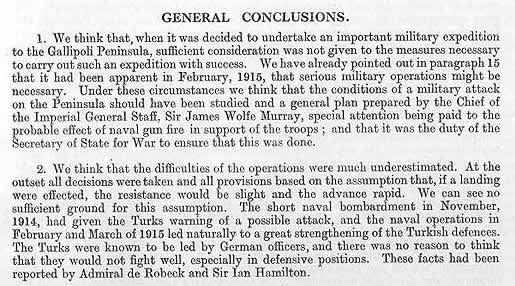 GENERAL CONCLUSIONS.
1. We think that, when it was decided to undertake an important military expedition
to the Gallipoli Peninsula, sufficient consideration was not given to the measures necessary
to carry out such an expedition with success. We have already pointed out in paragraph 15
that it had been apparent in February, 1915, that serious military operations might be
necessary. Under these circumstances we think that the conditions of a military attack
on the Peninsula should have been studied and a general plan prepared by the Chief of
the Imperial General Staff, Sir James Wolfe Murray, special attention being paid to the
probable effect of naval gun fire in support of the troops ; and that it was the duty of the
Secretary of State for War to ensure that this was done.
2. We think that the difficulties of the operations were much underestimated. At the
outset all decisions were taken and all provisions based on the assumption that, if a landing
were effected, the resistance would be slight and the advance rapid. We can see no
sufficient ground for this assumption. The short naval bombardment in November,
1914, had given the Turks warning of a possible attack, and the naval operations in
February and March of 1915 led naturally to a great strengthening of the Turkish defences.
The Turks were known to be led by German officers, and there was no reason to think
that they would not fight well, especially in defensive positions. These facts had been
reported by Admiral de Robeck and Sir Ian Hamilton.